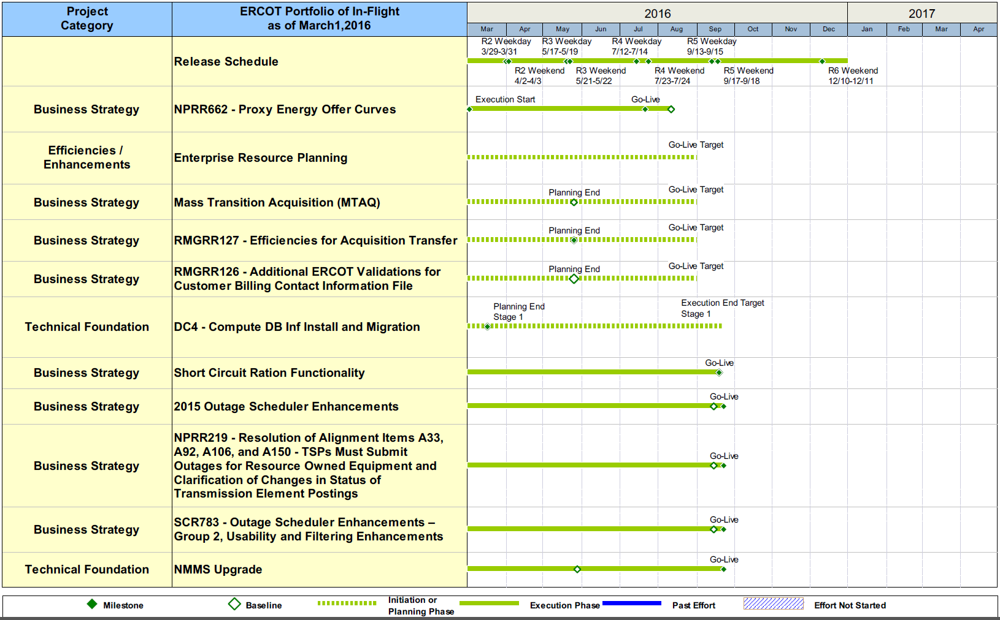 Project
Category
ERCOT Portfolio of In-Flight
as of March1,2016
2016
2017
Mar
Apr
May
Jun
Jul
Aug
Sep
Oct
Nov
Dec
Jan
Feb
Mar
Apr
Release Schedule
R2 Weekday
3/29-3/31
R3 Weekday
5/17-5/19
R4 Weekday
7/12-7/14
R5 Weekday
9/13-9/15
R2 Weekend
4/2-4/3
R3 Weekend
5/21-5/22
R4 Weekend
7/23-7/24
R5 Weekend
9/17-9/18
R6 Weekend
12/10-12/11
Business Strategy
NPRR662 - Proxy Energy Offer Curves
Execution Start
Go-Live
Efficiencies /
Enhancements
Enterprise Resource Planning
Go-Live Target
Business Strategy
Mass Transition Acquisition (MTAQ)
Planning End
Go-Live Target
Business Strategy
RMGRR127 - Efficiencies for Acquisition Transfer
Planning End
Go-Live Target
Business Strategy
RMGRR126 - Additional ERCOT Validations for
Customer Billing Contact Information File
Planning End
Go-Live Target
Technical Foundation
DC4 - Compute DB Inf Install and Migration
Planning End
Stage 1
Execution End Target
Stage 1
Business Strategy
Short Circuit Ration Functionality
Go-Live
Business Strategy
2015 Outage Scheduler Enhancements
Go-Live
Business Strategy
NPRR219 - Resolution of Alignment Items A33,
A92, A106, and A150 - TSPs Must Submit
Outages for Resource Owned Equipment and
Clarification of Changes in Status of
Transmission Element Postings
Go-Live
Business Strategy
SCR783 - Outage Scheduler Enhancements –
Group 2, Usability and Filtering Enhancements
Go-Live
Technical Foundation
NMMS Upgrade
Go-Live
Milestone
Baseline
Initiation or
Planning Phase
Execution Phase
Past Effort
Effort Not Started